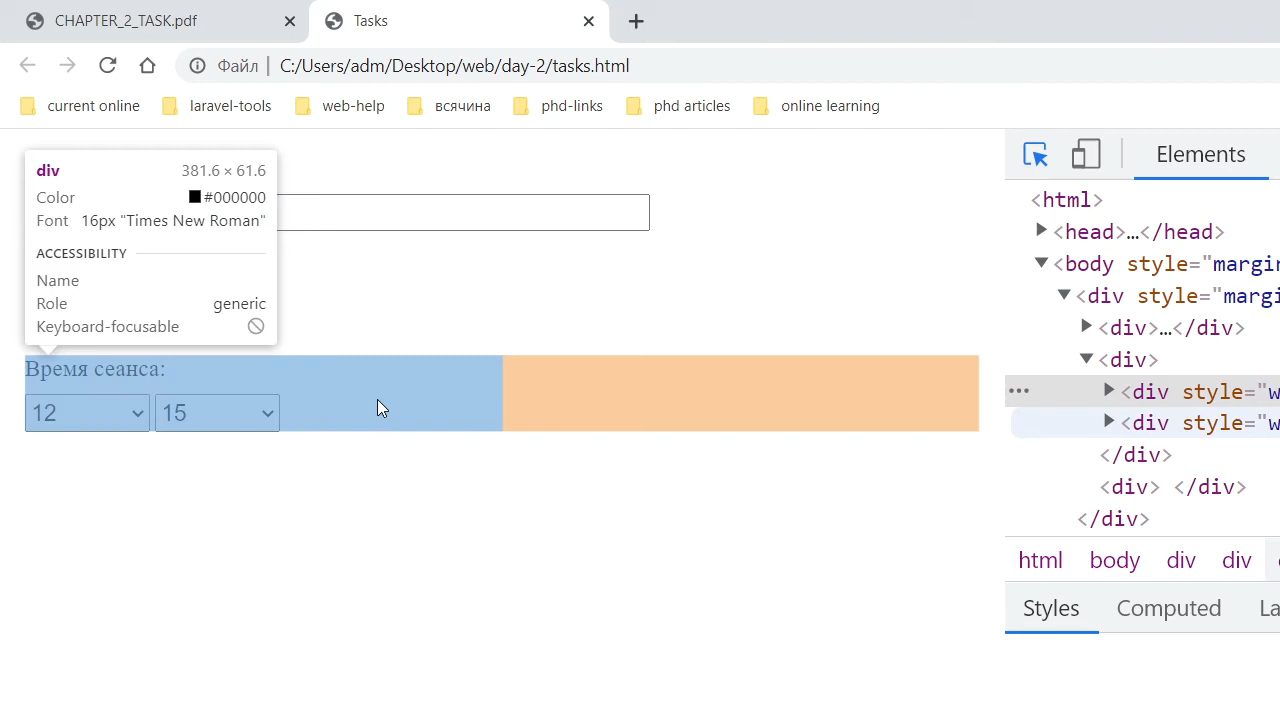 CHAPTER_2_TASK.pdf
Tasks
Файл | C:/Users/adm/Desktop/web/day-2/tasks.html
current online laravel-tools web-help всячина phd-links phd articles online learning
div 381.6 × 61.6
Color #000000
Font 16px "Times New Roman"
ACCESSIBILITY
Name
Role generic
Keyboard-focusable
Время сеанса:
12 15
Elements
<html>
<head>…</head>
<body style="margin
<div style="margi
<div>…</div>
<div>
<div style="w
<div style="w
</div>
<div> </div>
</div>
html body div div
Styles Computed La